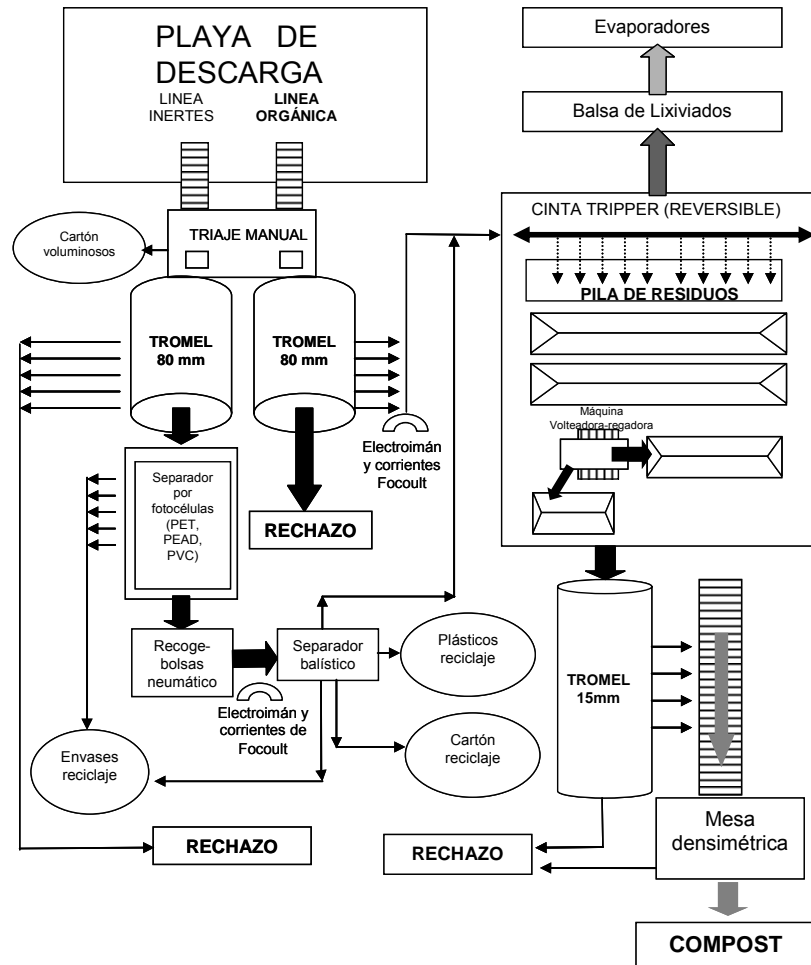 PLAYA DE
DESCARGA
LINEA
INERTES
LINEA
ORGÁNICA
TRIAJE MANUAL
Cartón
voluminosos
TROMEL
80 mm
TROMEL
80 mm
Electroimán
y corrientes
Focoult
Separador
por
fotocélulas
(PET,
PEAD,
PVC)
RECHAZO
Recoge-
bolsas
neumático
Separador
balístico
Plásticos
reciclaje
Electroimán y
corrientes de
Focoult
Envases
reciclaje
Cartón
reciclaje
RECHAZO
Evaporadores
Balsa de Lixiviados
CINTA TRIPPER (REVERSIBLE)
PILA DE RESIDUOS
Máquina
Volteadora-regadora
TROMEL
15mm
RECHAZO
Mesa
densimétrica
COMPOST